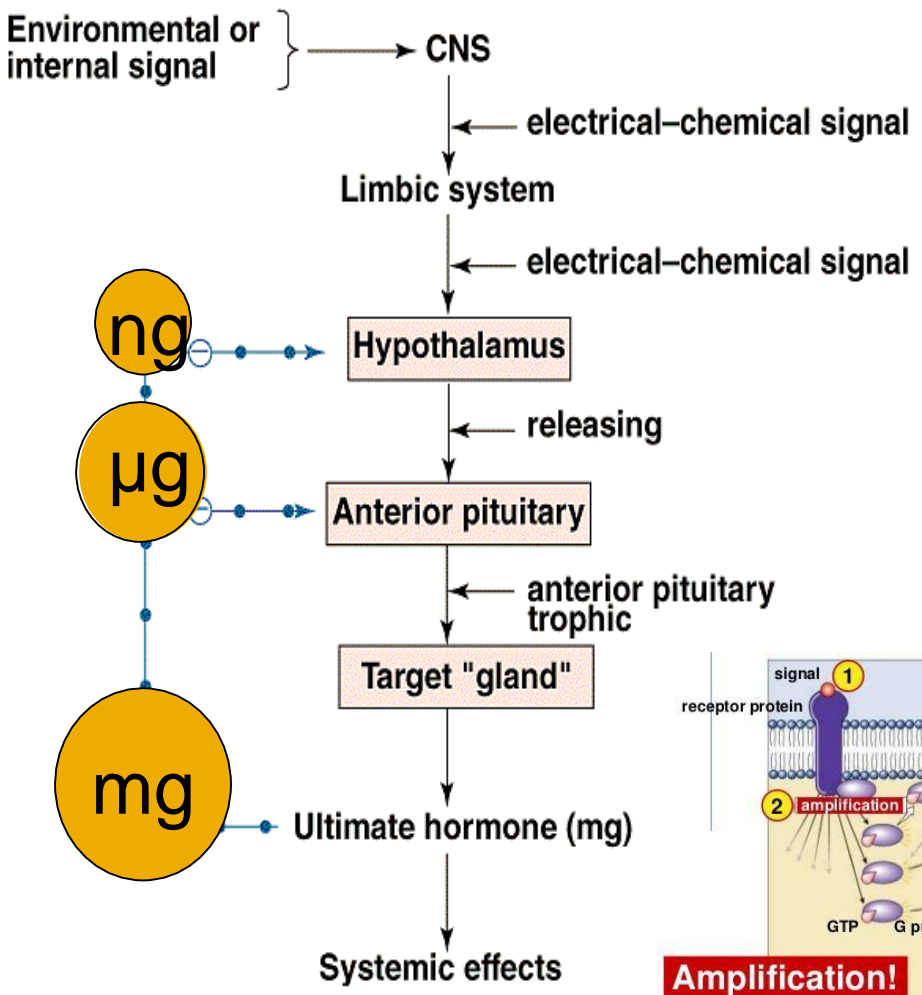 Environmental or
internal signal
CNS
electrical–chemical signal
Limbic system
electrical–chemical signal
ng
−
Hypothalamus
releasing
µg
−
Anterior pituitary
anterior pituitary
trophic
Target "gland"
signal
1
receptor protein
mg
2
amplification
Ultimate hormone (mg)
GTP
G pr
Systemic effects
Amplification!